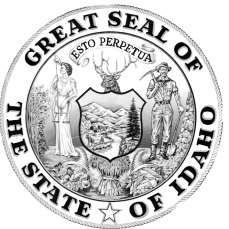 GREAT SEAL OF
THE STATE ☆ OF IDAHO
ESTO PERPETUA